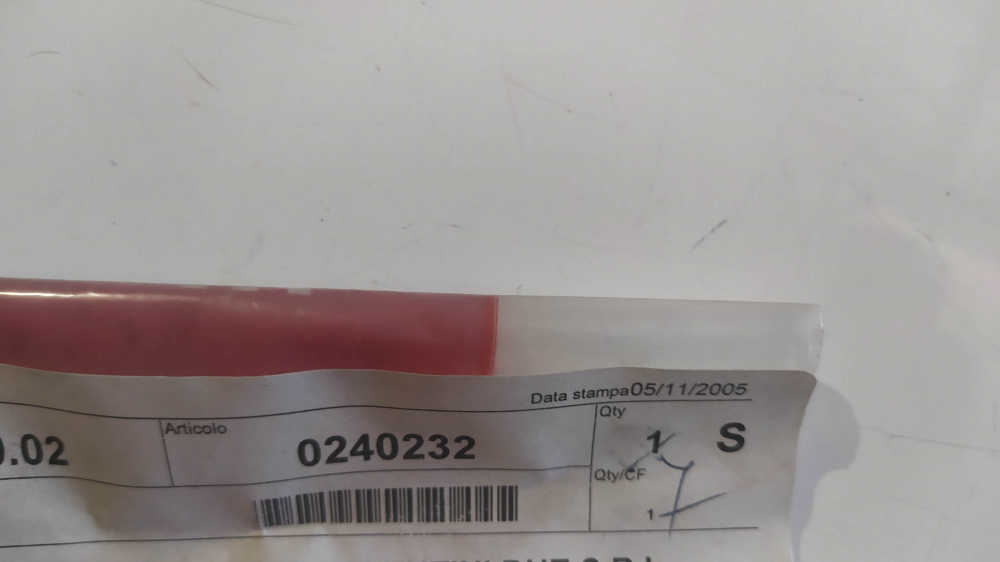 Data stampa05/11/2005
Qty
Articolo
.02 0240232 1 S
Qty/CF
1